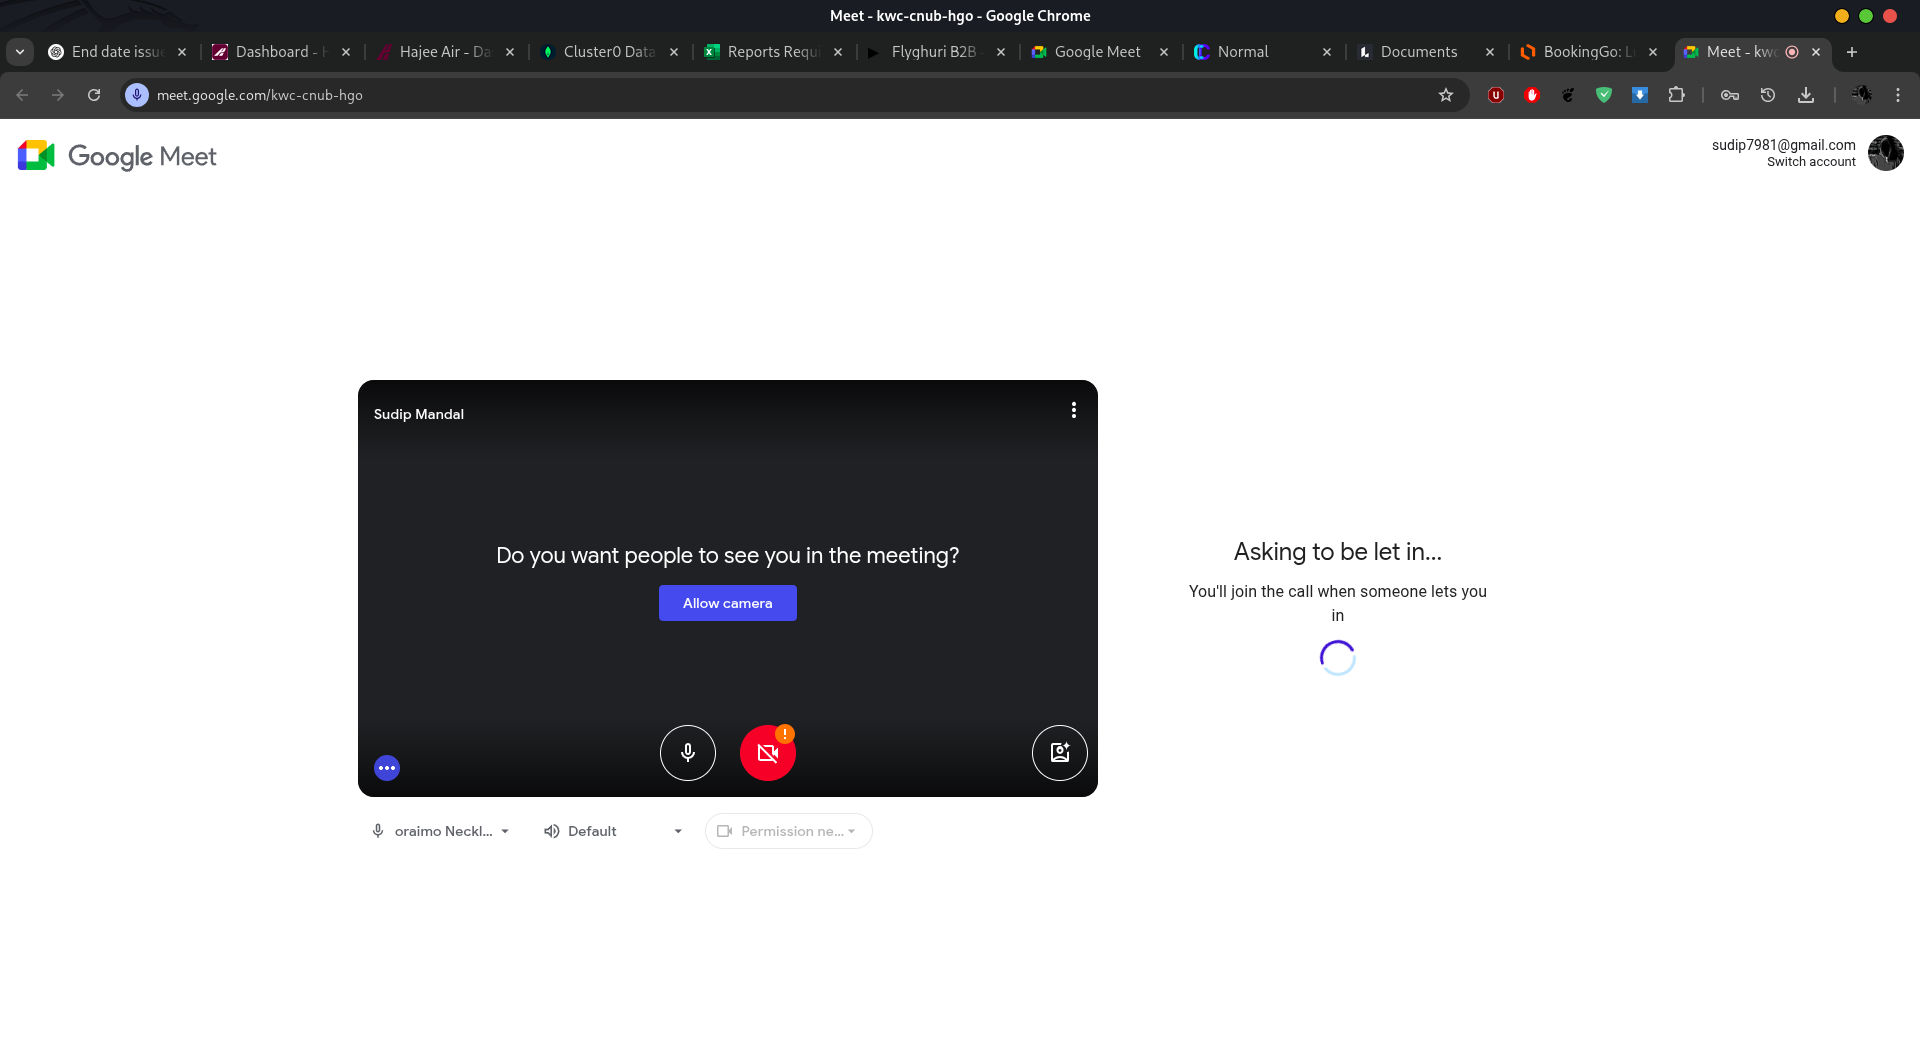 Meet - kwc-cnub-hgo - Google Chrome
End date issue
Dashboard - H
Hajee Air - Da
Cluster0 Data
Reports Requi
Flyghuri B2B -
Google Meet
Normal
Documents
BookingGo: L
Meet - kwc
meet.google.com/kwc-cnub-hgo
Google Meet
sudip7981@gmail.com
Switch account
Sudip Mandal
Do you want people to see you in the meeting?
Allow camera
Asking to be let in...
You'll join the call when someone lets you
in
oraimo Neckl...
Default
Permission ne...